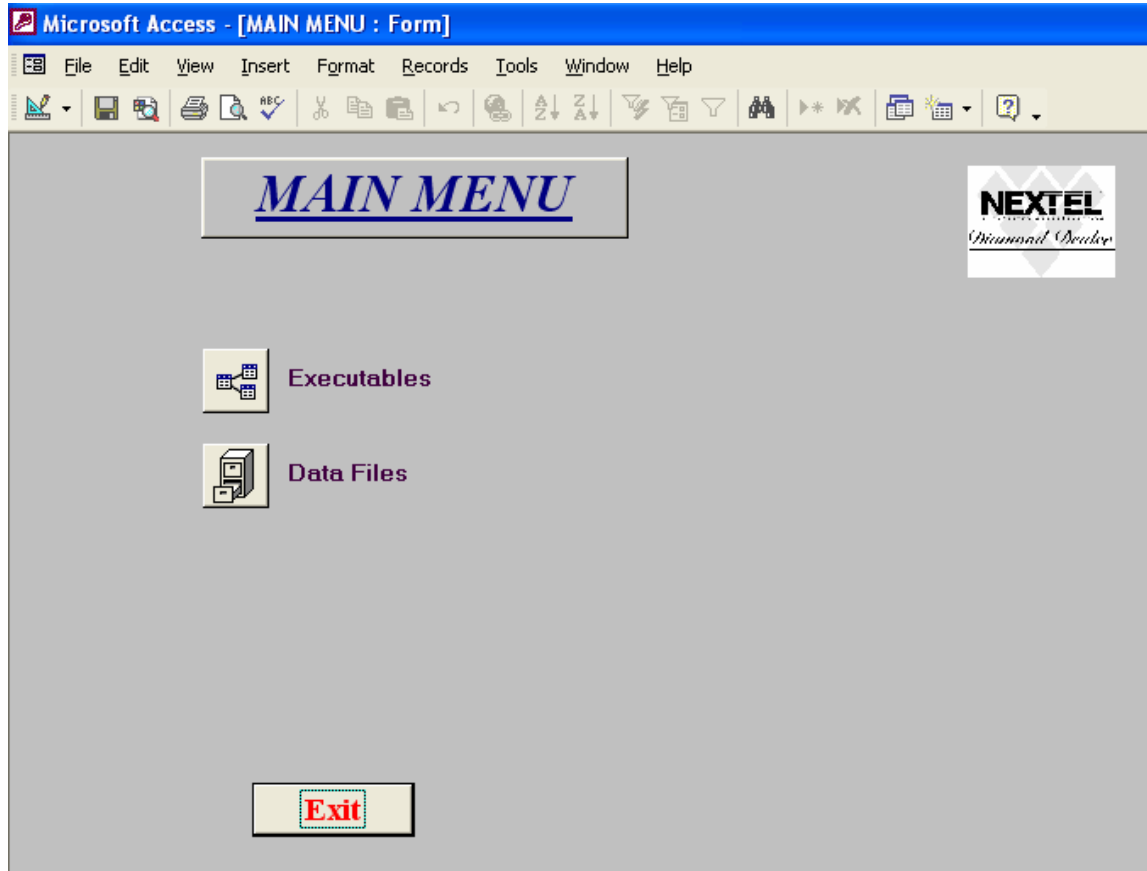 Microsoft Access - [MAIN MENU : Form]
File Edit View Insert Format Records Tools Window Help
MAIN MENU
NEXTEL
Diamond Dealer
Executables
Data Files
Exit